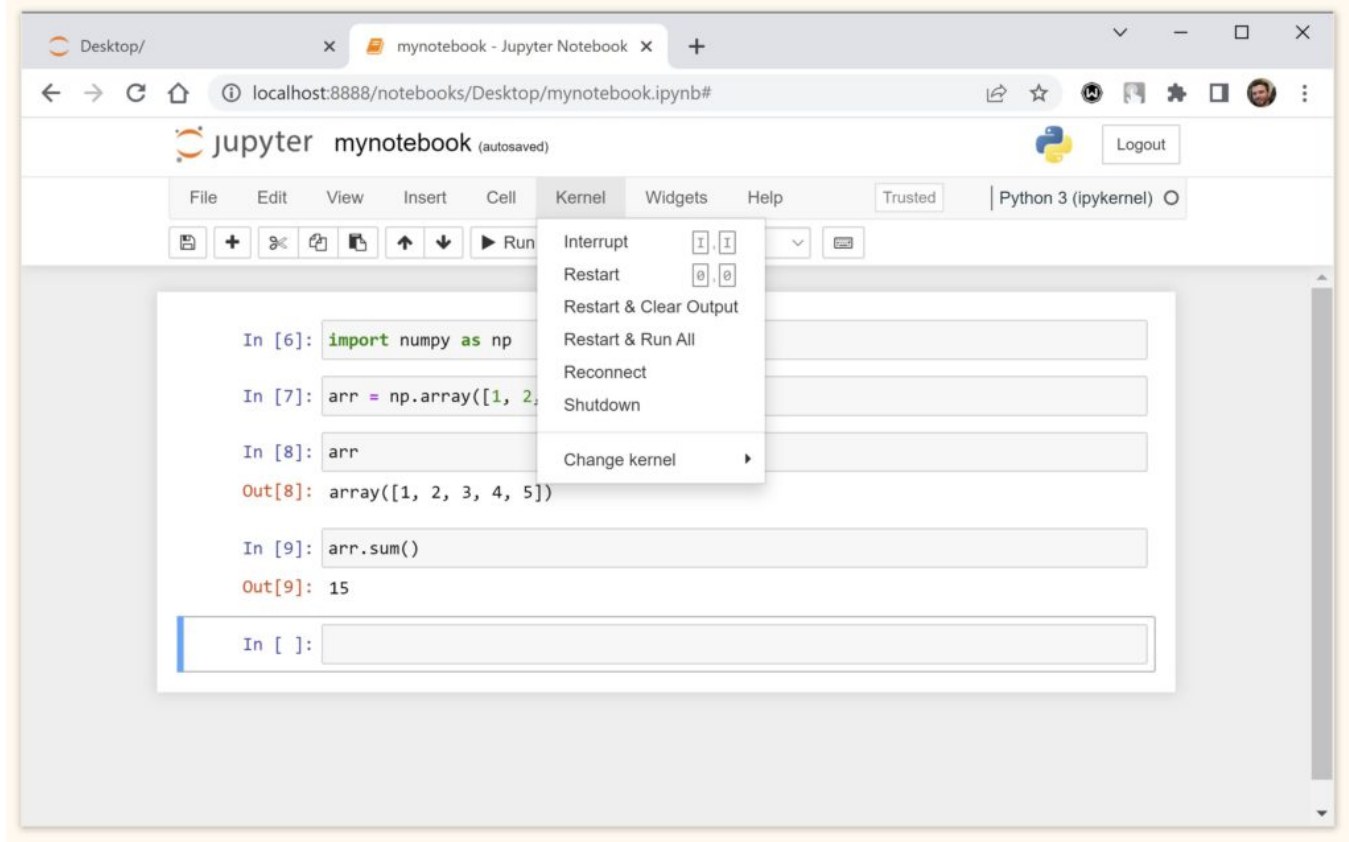 Desktop/
mynotebook - Jupyter Notebook
localhost:8888/notebooks/Desktop/mynotebook.ipynb#
jupyter mynotebook (autosaved)
Logout
File Edit View Insert Cell Kernel Widgets Help Trusted Python 3 (ipykernel)
Run
Interrupt I,I
Restart 0,0
Restart & Clear Output
Restart & Run All
Reconnect
Shutdown
Change kernel
In [6]: import numpy as np
In [7]: arr = np.array([1, 2,
In [8]: arr
Out[8]: array([1, 2, 3, 4, 5])
In [9]: arr.sum()
Out[9]: 15
In [ ]: